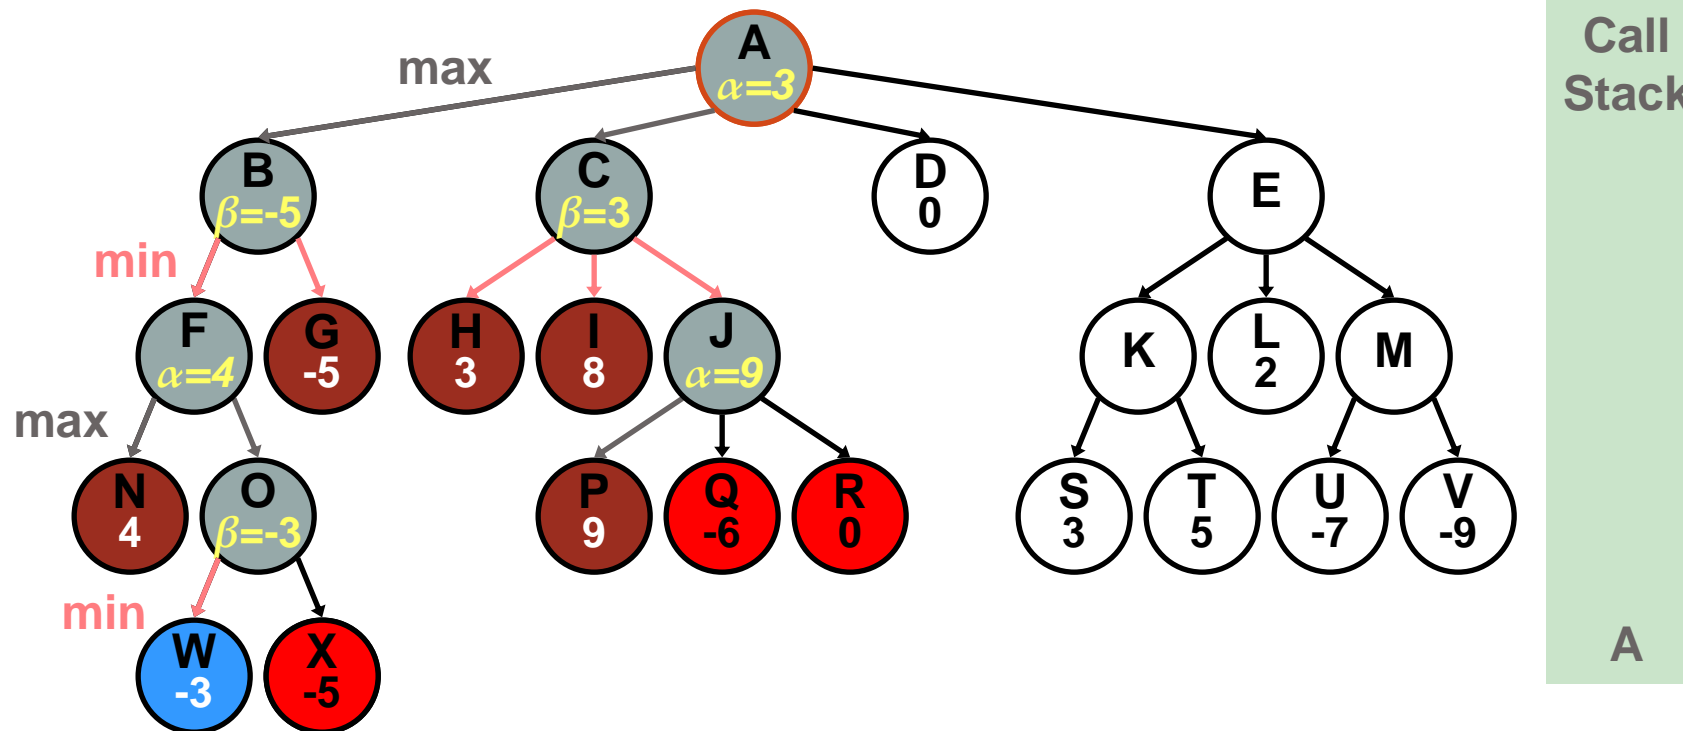 Call
Stack
A
α=3
max
B
β=-5
C
β=3
D
0
E
min
F
α=4
G
-5
H
3
I
8
J
α=9
K
L
2
M
max
N
4
O
β=-3
P
9
Q
-6
R
0
S
3
T
5
U
-7
V
-9
min
W
-3
X
-5
A